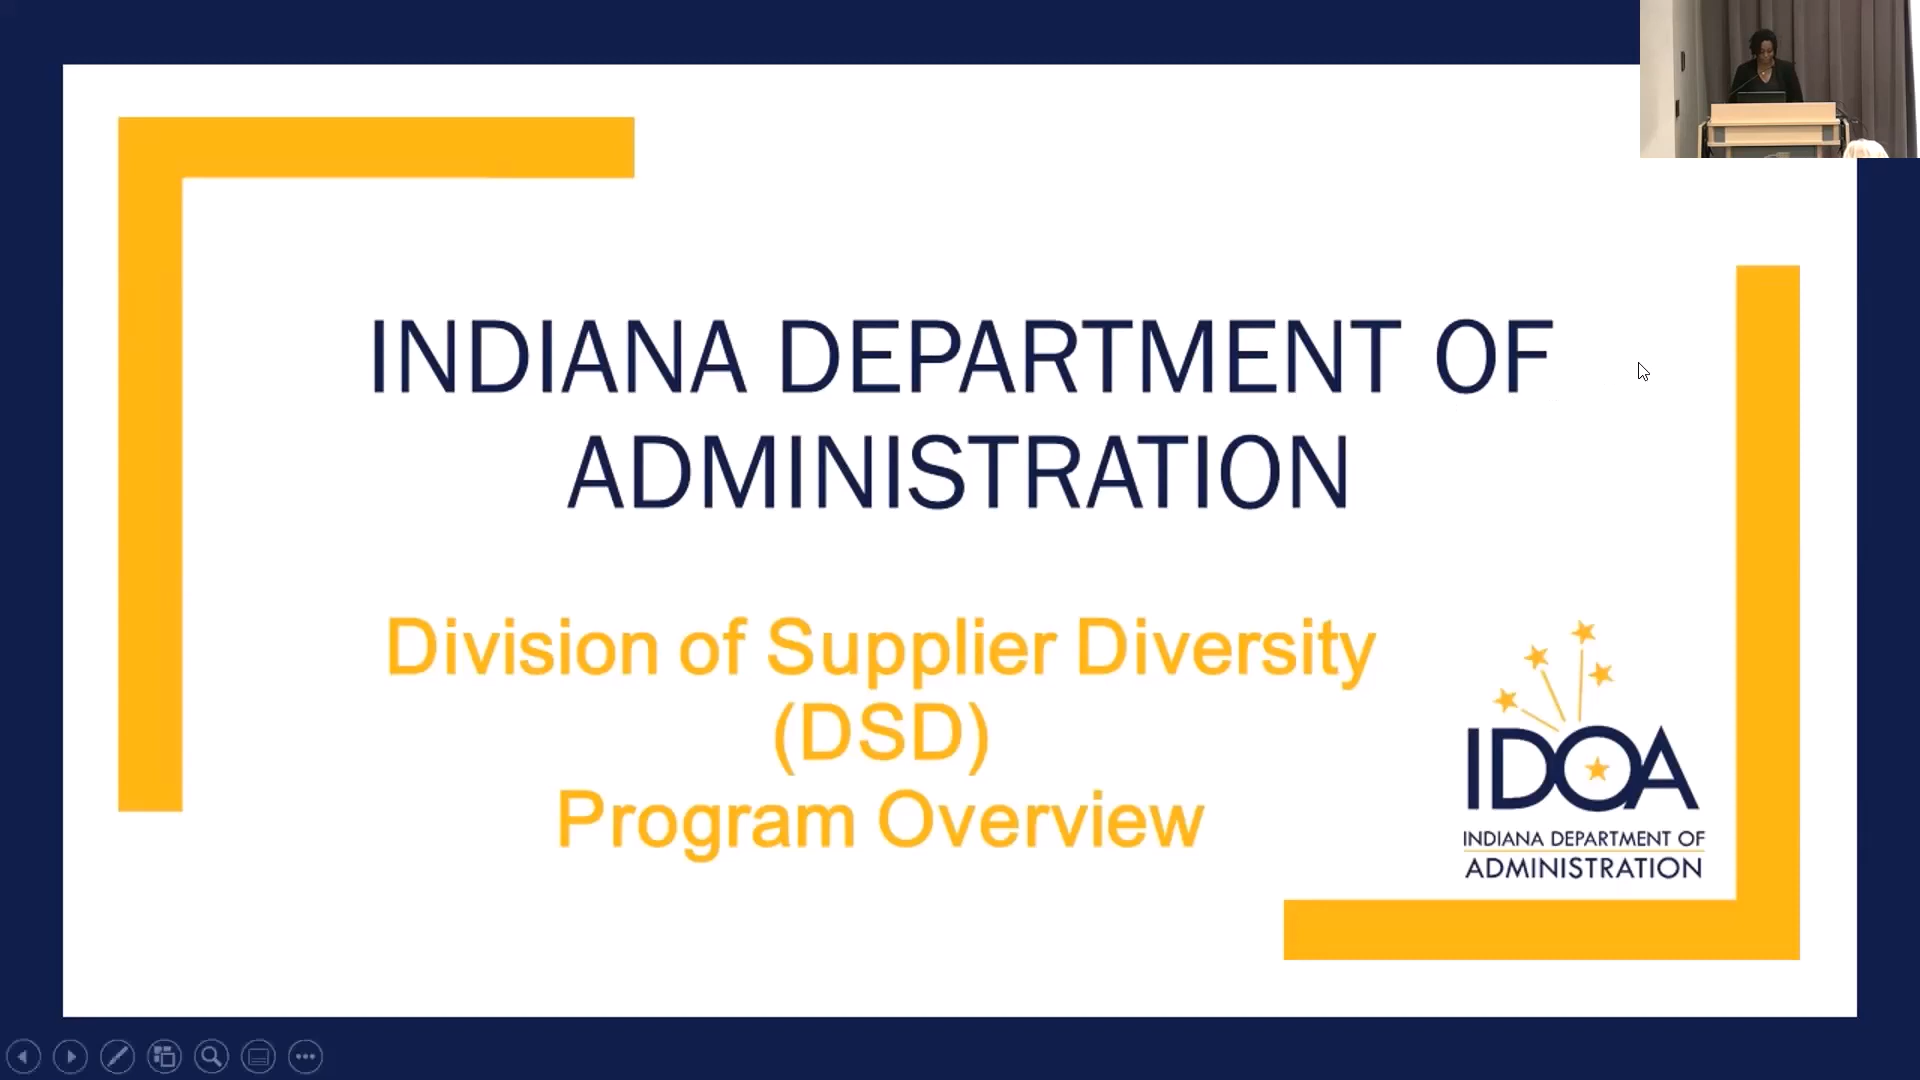 INDIANA DEPARTMENT OF
ADMINISTRATION
Division of Supplier Diversity
(DSD)
Program Overview
IDOA
INDIANA DEPARTMENT OF
ADMINISTRATION